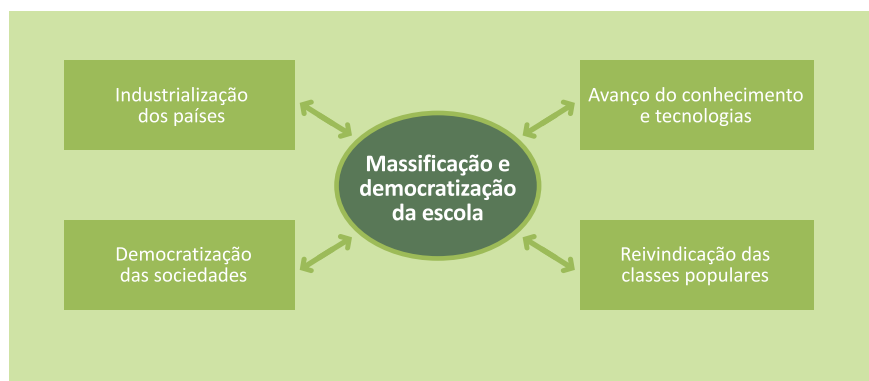 Industrialização
dos países
Avanço do conhecimento
e tecnologias
Massificação e
democratização
da escola
Democratização
das sociedades
Reivindicação das
classes populares